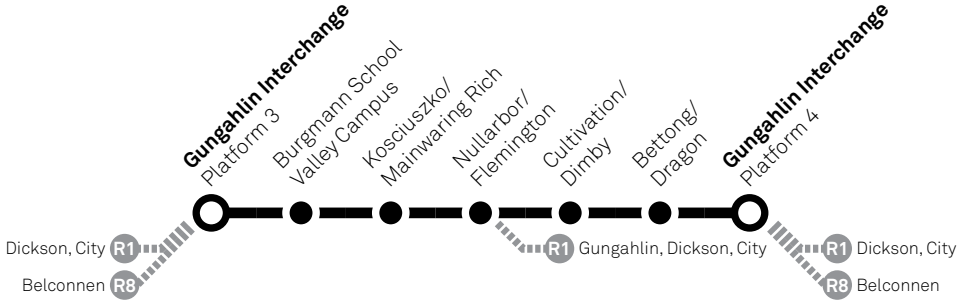 Gungahlin Interchange
Platform 3
Burgmann School
Valley Campus
Kosciuszko/
Mainwaring Rich
Nullarbor/
Flemington
Cultivation/
Dimby
Bettong/
Dragon
Gungahlin Interchange
Platform 4
Dickson, City R1
Belconnen R8
R1 Gungahlin, Dickson, City
R1 Dickson, City
R8 Belconnen